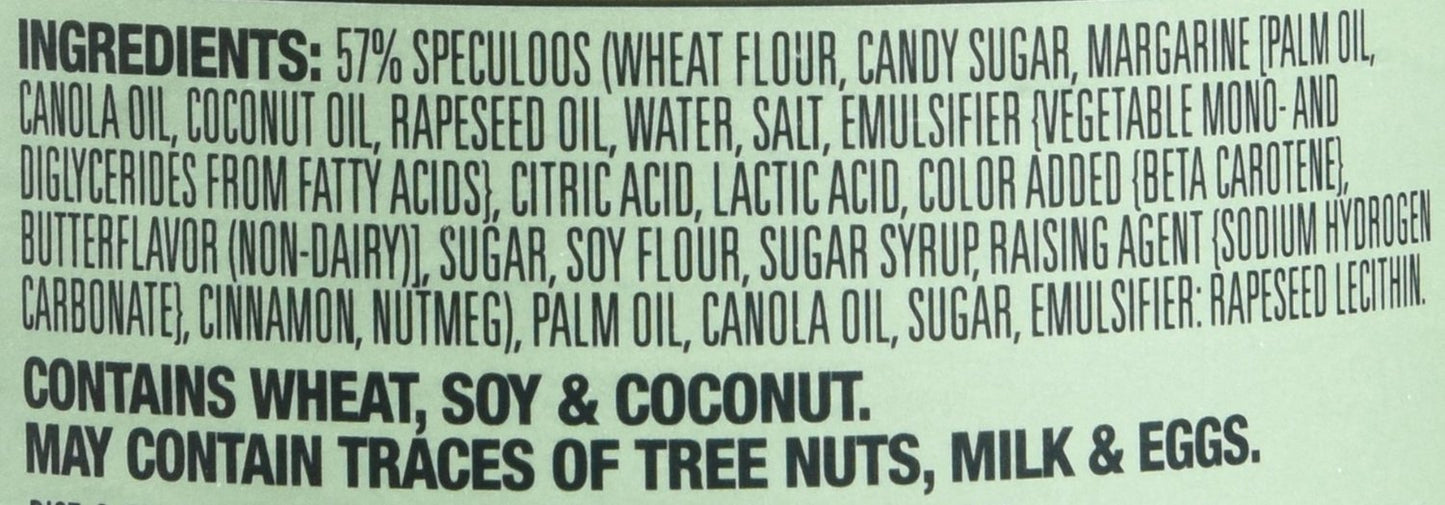 INGREDIENTS: 57% SPECULOOS (WHEAT FLOUR, CANDY SUGAR, MARGARINE [PALM OIL,
CANOLA OIL, COCONUT OIL, RAPESEED OIL, WATER, SALT, EMULSIFIER {VEGETABLE MONO- AND
DIGLYCERIDES FROM FATTY ACIDS}, CITRIC ACID, LACTIC ACID, COLOR ADDED {BETA CAROTENE},
BUTTERFLAVOR (NON-DAIRY)], SUGAR, SOY FLOUR, SUGAR SYRUP, RAISING AGENT {SODIUM HYDROGEN
CARBONATE}, CINNAMON, NUTMEG), PALM OIL, CANOLA OIL, SUGAR, EMULSIFIER: RAPESEED LECITHIN.
CONTAINS WHEAT, SOY & COCONUT.
MAY CONTAIN TRACES OF TREE NUTS, MILK & EGGS.